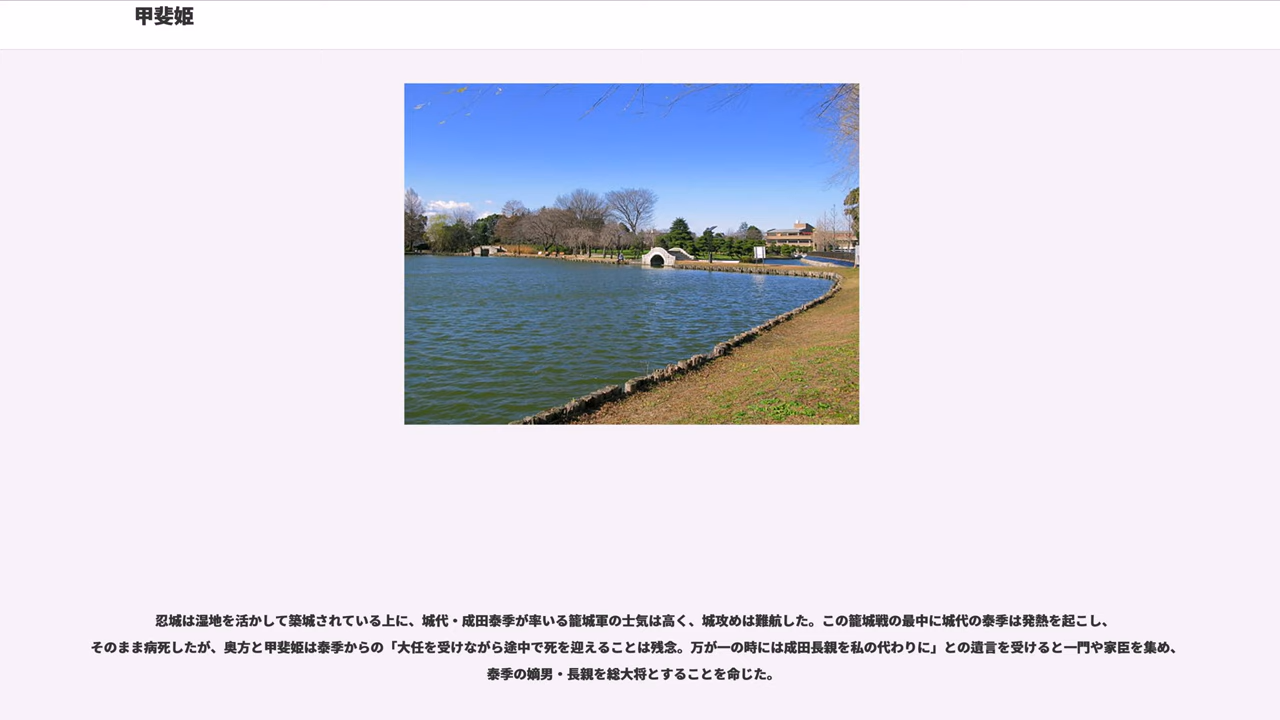 甲斐姫
忍城は湿地を活かして築城されている上に、城代・成田泰季が率いる籠城軍の士気は高く、城攻めは難航した。この籠城戦の最中に城代の泰季は発熱を起こし、
そのまま病死したが、奥方と甲斐姫は泰季からの「大任を受けながら途中で死を迎えることは残念。万が一の時には成田長親を私の代わりに」との遺言を受けると一門や家臣を集め、
泰季の嫡男・長親を総大将とすることを命じた。